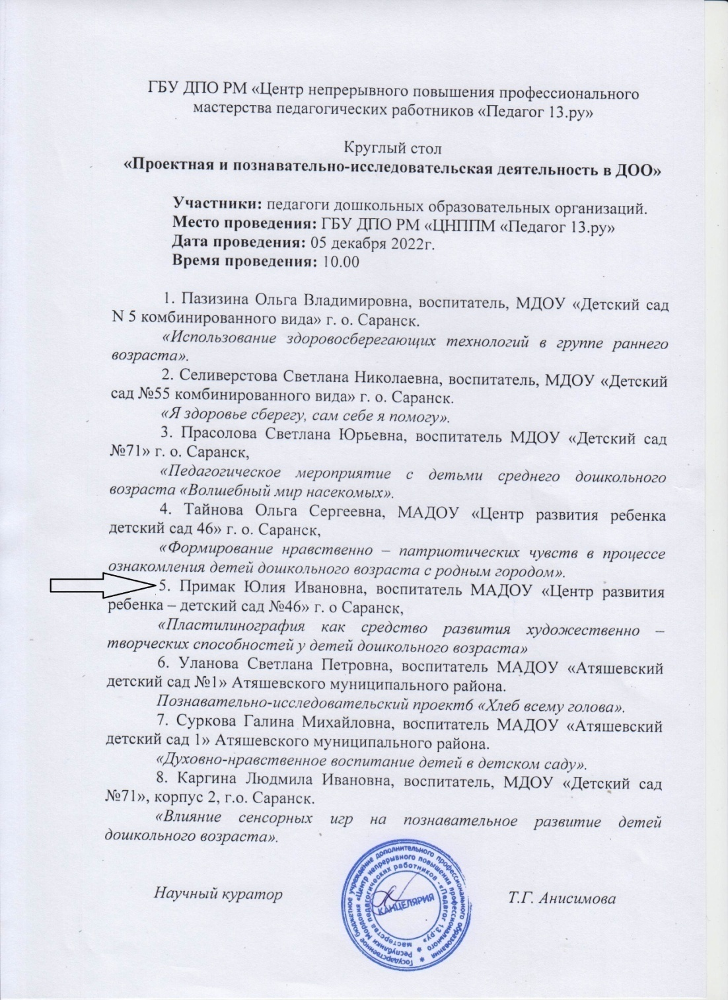 ГБУ ДПО РМ «Центр непрерывного повышения профессионального
мастерства педагогических работников «Педагог 13.ру»
Круглый стол
«Проектная и познавательно-исследовательская деятельность в ДОО»
Участники: педагоги дошкольных образовательных организаций.
Место проведения: ГБУ ДПО РМ «ЦНППМ «Педагог 13.ру»
Дата проведения: 05 декабря 2022г.
Время проведения: 10.00
1. Пазизина Ольга Владимировна, воспитатель, МДОУ «Детский сад
N 5 комбинированного вида» г. о. Саранск.
«Использование здоровосберегающих технологий в группе раннего
возраста».
2. Селиверстова Светлана Николаевна, воспитатель, МДОУ «Детский
сад №55 комбинированного вида» г. о. Саранск.
«Я здоровье сберегу, сам себе я помогу».
3. Прасолова Светлана Юрьевна, воспитатель МДОУ «Детский сад
№71» г. о. Саранск,
«Педагогическое мероприятие с детьми среднего дошкольного
возраста «Волшебный мир насекомых».
4. Тайнова Ольга Сергеевна, МАДОУ «Центр развития ребенка
детский сад 46» г. о. Саранск,
«Формирование нравственно – патриотических чувств в процессе
ознакомления детей дошкольного возраста с родным городом».
5. Примак Юлия Ивановна, воспитатель МАДОУ «Центр развития
ребенка – детский сад №46» г. о Саранск,
«Пластилинография как средство развития художественно –
творческих способностей у детей дошкольного возраста»
6. Уланова Светлана Петровна, воспитатель МАДОУ «Атяшевский
детский сад №1» Атяшевского муниципального района.
Познавательно-исследовательский проект6 «Хлеб всему голова».
7. Суркова Галина Михайловна, воспитатель МАДОУ «Атяшевский
детский сад 1» Атяшевского муниципального района.
«Духовно-нравственное воспитание детей в детском саду».
8. Каргина Людмила Ивановна, воспитатель, МДОУ «Детский сад
№71», корпус 2, г.о. Саранск.
«Влияние сенсорных игр на познавательное развитие детей
дошкольного возраста».
Научный куратор
Т.Г. Анисимова
Государственное бюджетное учреждение дополнительного профессионального образования
Республики Мордовия «Центр непрерывного повышения профессионального
мастерства педагогических работников - «Педагог 13.ру»
КАНЦЕЛЯРИЯ